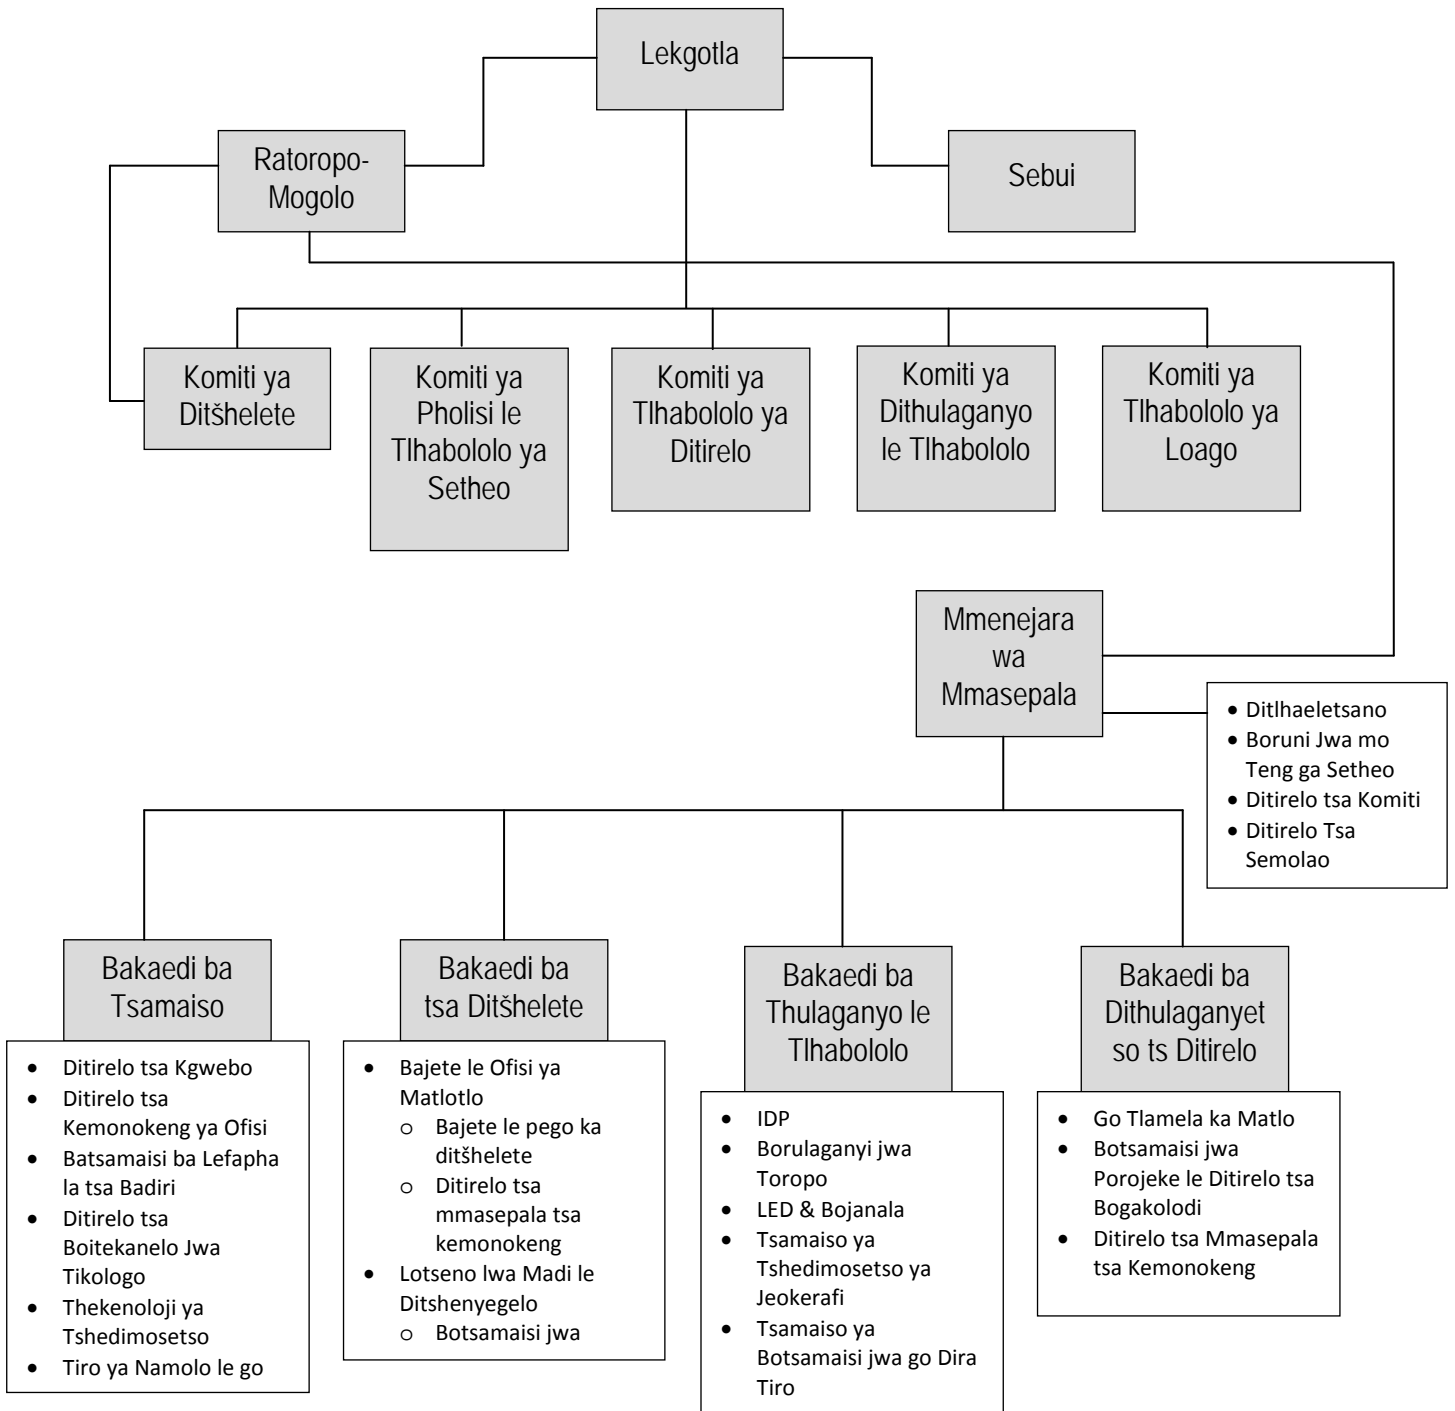 Lekgotla
Ratoropo-
Mogolo
Sebui
Komiti ya
Ditšhelete
Komiti ya
Pholisi le
Tlhabololo ya
Setheo
Komiti ya
Tlhabololo ya
Ditirelo
Komiti ya
Dithulaganyo
le Tlhabololo
Komiti ya
Tlhabololo ya
Loago
Mmenejara
wa
Mmasepala
• Ditlhaeletsano
• Boruni Jwa mo
Teng ga Setheo
• Ditirelo tsa Komiti
• Ditirelo Tsa
Semolao
Bakaedi ba
Tsamaiso
• Ditirelo tsa Kgwebo
• Ditirelo tsa
Kemonokeng ya Ofisi
• Batsamaisi ba Lefapha
la tsa Badiri
• Ditirelo tsa
Boitekanelo Jwa
Tikologo
• Thekenoloji ya
Tshedimosetso
• Tiro ya Namolo le go
Bakaedi ba
tsa Ditšhelete
• Bajete le Ofisi ya
Matlotlo
o Bajete le pego ka
ditšhelete
o Ditirelo tsa
mmasepala tsa
kemonokeng
• Lotseno lwa Madi le
Ditshenyegelo
o Botsamaisi jwa
Bakaedi ba
Thulaganyo le
Tlhabololo
• IDP
• Borulaganyi jwa
Toropo
• LED & Bojanala
• Tsamaiso ya
Tshedimosetso ya
Jeokerafi
• Tsamaiso ya
Botsamaisi jwa go Dira
Tiro
Bakaedi ba
Dithulaganyet
so ts Ditirelo
• Go Tlamela ka Matlo
• Botsamaisi jwa
Porojeke le Ditirelo tsa
Bogakolodi
• Ditirelo tsa Mmasepala
tsa Kemonokeng